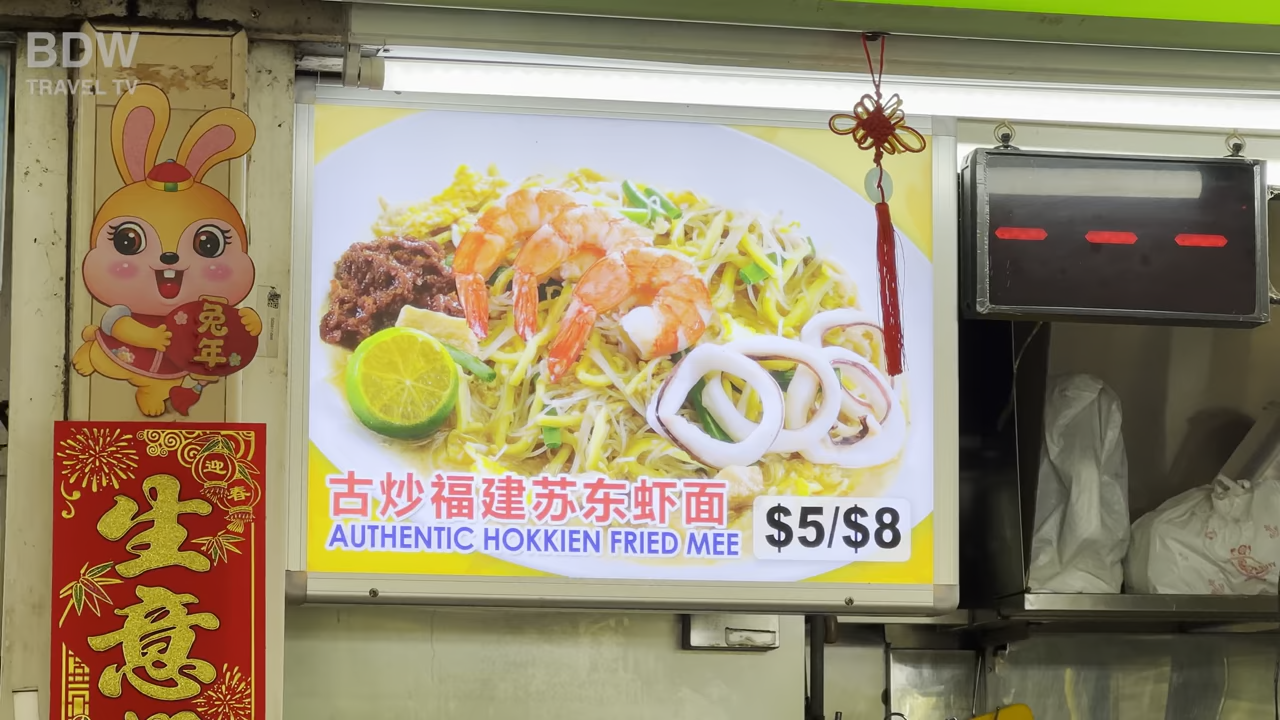 BDW
TRAVEL TV
兔年
迎春
生意
古炒福建苏东虾面
AUTHENTIC HOKKIEN FRIED MEE
$5/$8